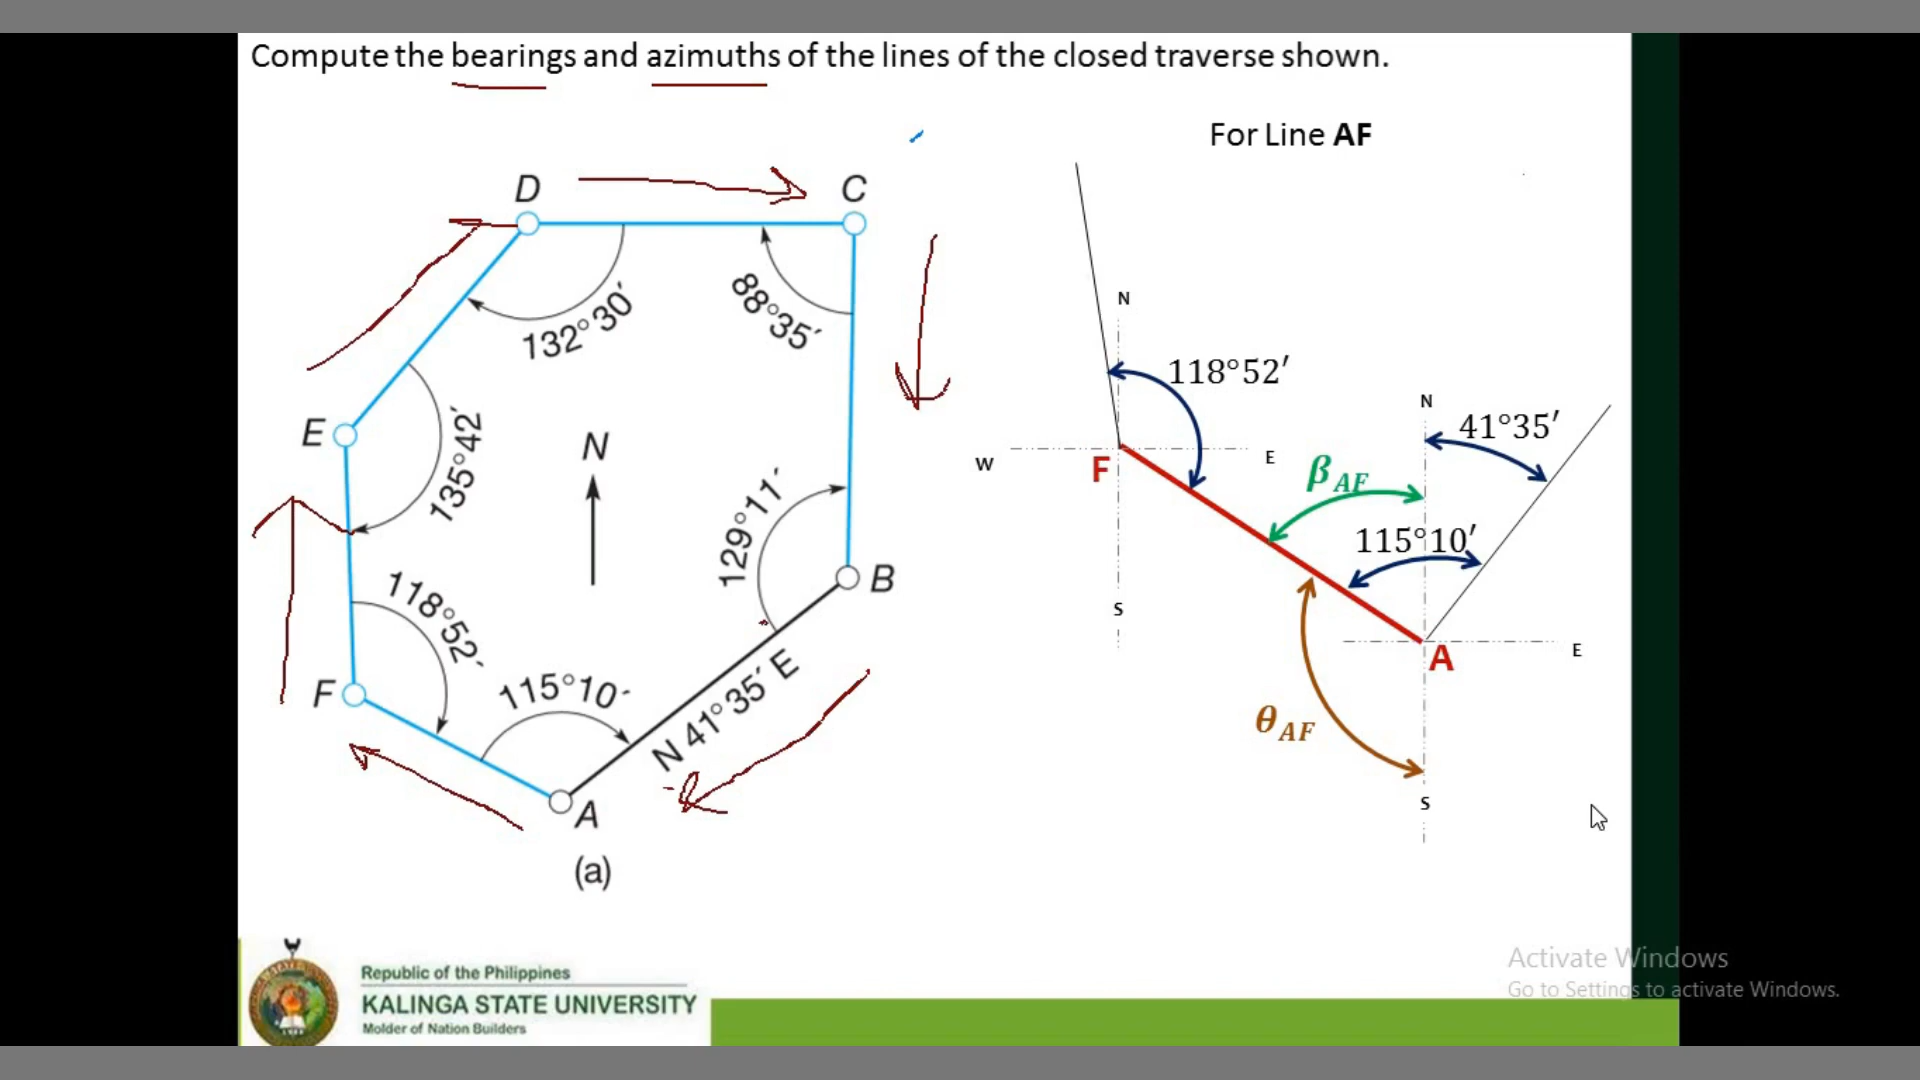 Compute the bearings and azimuths of the lines of the closed traverse shown.
For Line AF
D
C
88°35′
132°30′
E
135°42′
N
129°11′
B
118°52′
F
115°10′
N 41°35′ E
A
(a)
N
118°52′
N
41°35′
W
E
F
β AF
115°10′
S
A
E
θ AF
S
Republic of the Philippines
KALINGA STATE UNIVERSITY
Molder of Nation Builders
Activate Windows
Go to Settings to activate Windows.